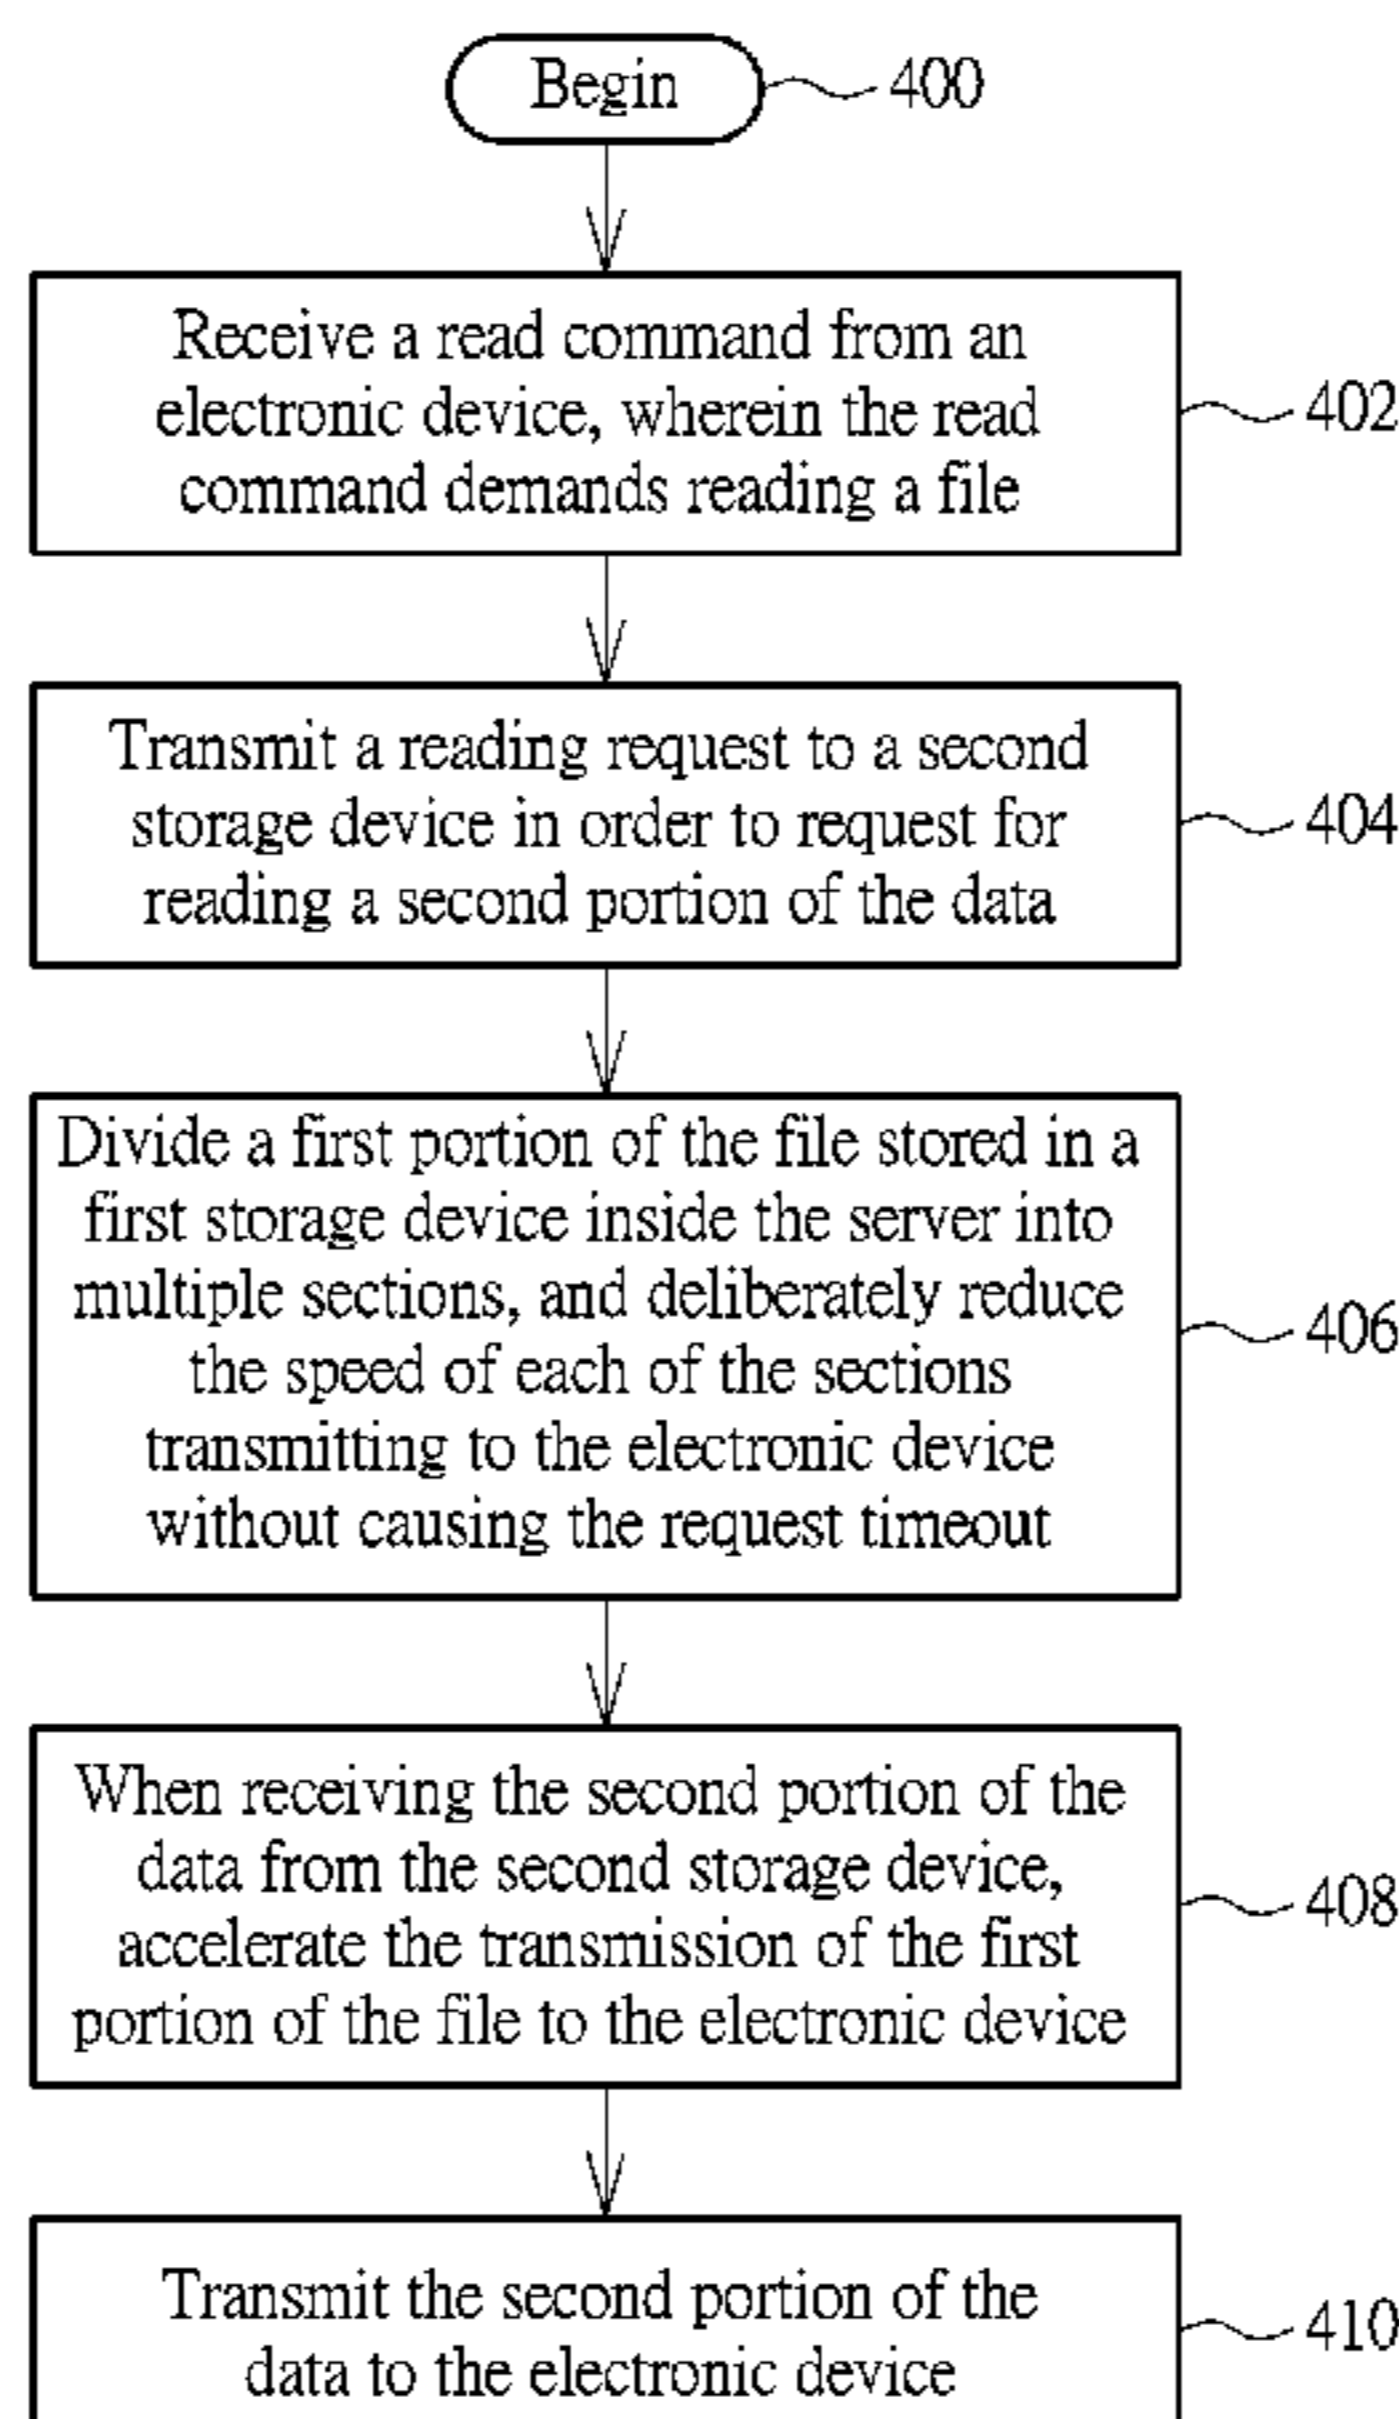 Begin
400
Receive a read command from an
electronic device, wherein the read
command demands reading a file
402
Transmit a reading request to a second
storage device in order to request for
reading a second portion of the data
404
Divide a first portion of the file stored in a
first storage device inside the server into
multiple sections, and deliberately reduce
the speed of each of the sections
transmitting to the electronic device
without causing the request timeout
406
When receiving the second portion of the
data from the second storage device,
accelerate the transmission of the first
portion of the file to the electronic device
408
Transmit the second portion of the
data to the electronic device
410